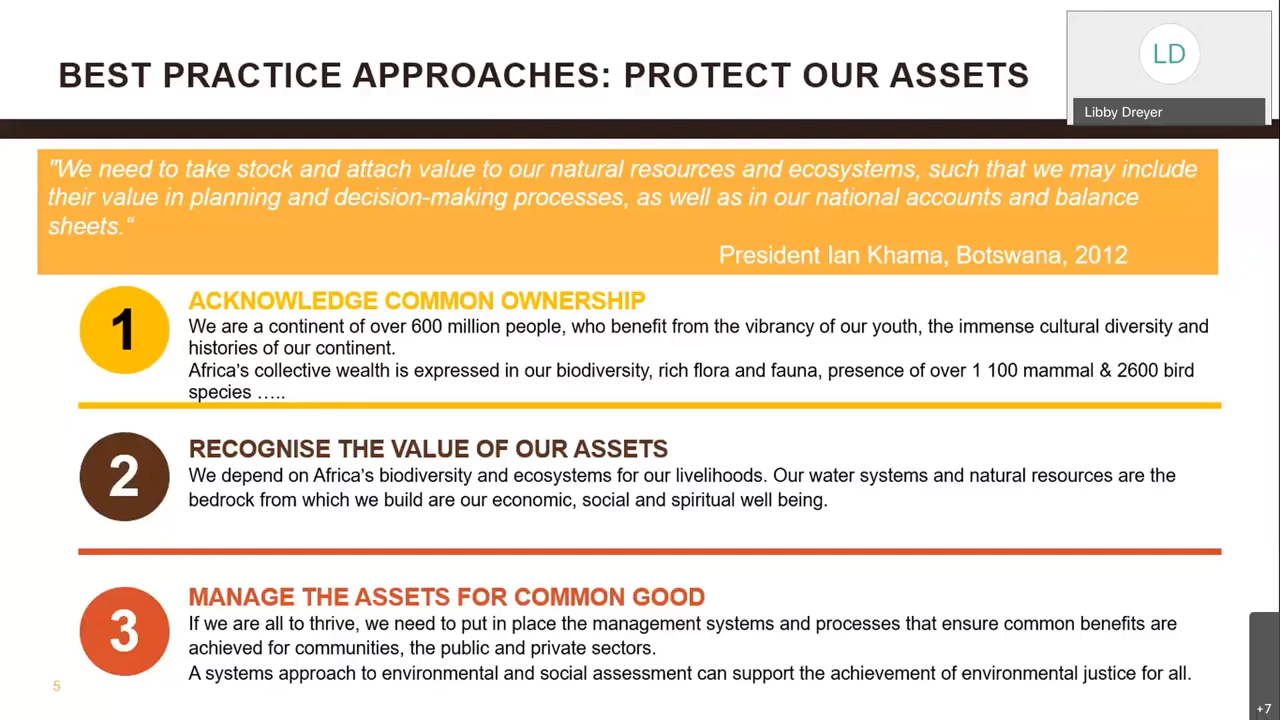 BEST PRACTICE APPROACHES: PROTECT OUR ASSETS
LD
Libby Dreyer
"We need to take stock and attach value to our natural resources and ecosystems, such that we may include
their value in planning and decision-making processes, as well as in our national accounts and balance
sheets.“
President Ian Khama, Botswana, 2012
1
ACKNOWLEDGE COMMON OWNERSHIP
We are a continent of over 600 million people, who benefit from the vibrancy of our youth, the immense cultural diversity and
histories of our continent.
Africa’s collective wealth is expressed in our biodiversity, rich flora and fauna, presence of over 1 100 mammal & 2600 bird
species …..
2
RECOGNISE THE VALUE OF OUR ASSETS
We depend on Africa’s biodiversity and ecosystems for our livelihoods. Our water systems and natural resources are the
bedrock from which we build are our economic, social and spiritual well being.
3
MANAGE THE ASSETS FOR COMMON GOOD
If we are all to thrive, we need to put in place the management systems and processes that ensure common benefits are
achieved for communities, the public and private sectors.
A systems approach to environmental and social assessment can support the achievement of environmental justice for all.
5
+7